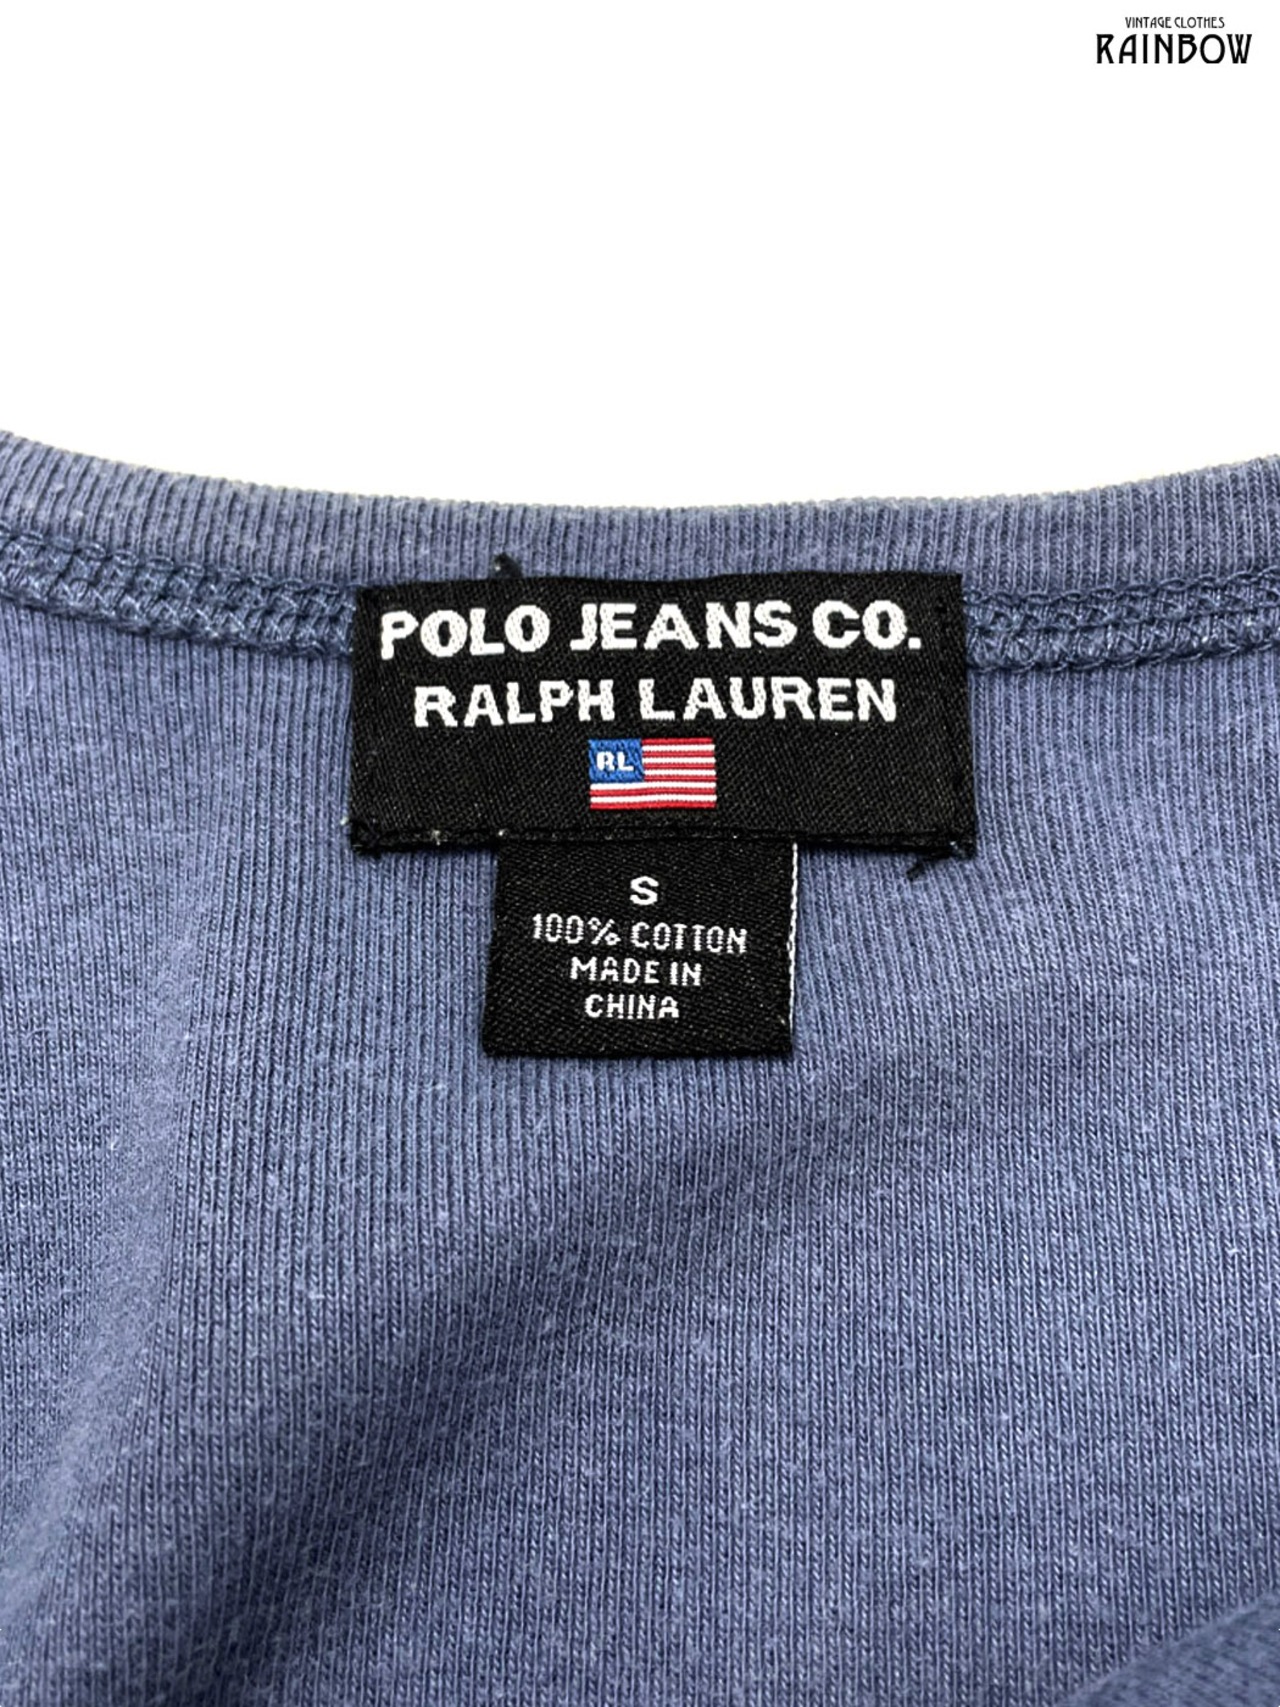 VINTAGE CLOTHES
RAINBOW
POLO JEANS CO.
RALPH LAUREN
RL
S
100% COTTON
MADE IN
CHINA